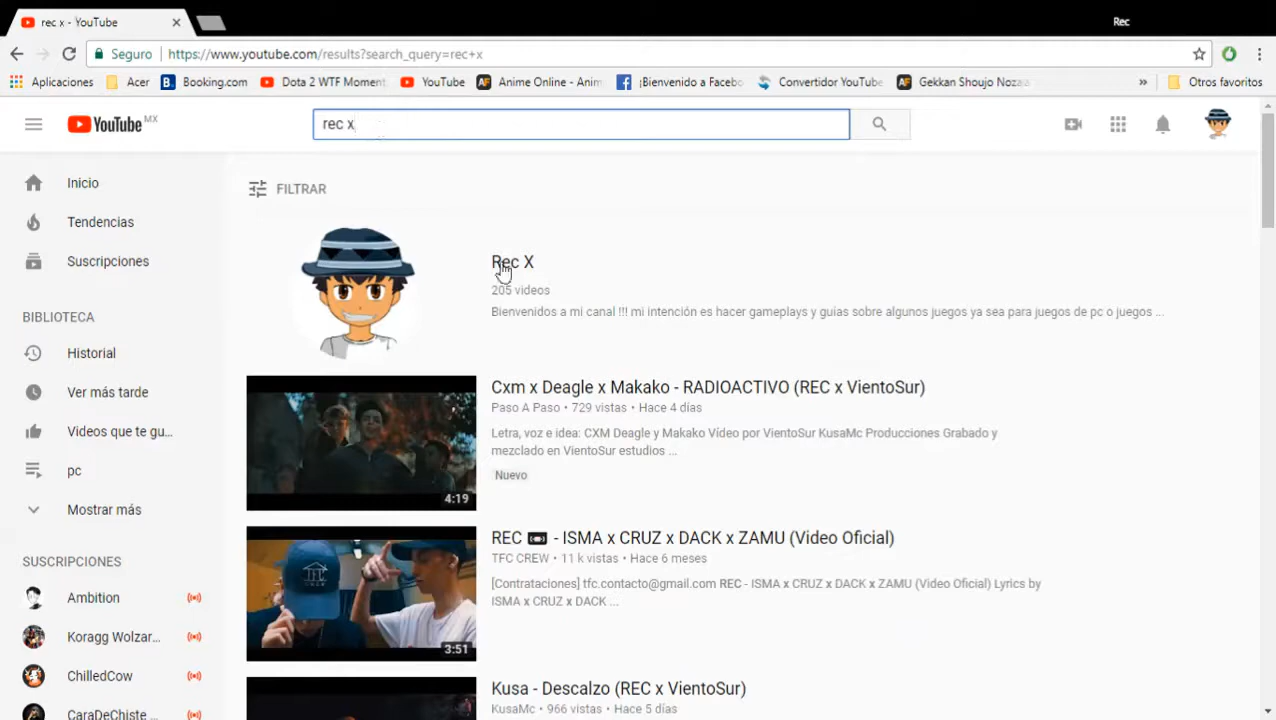 rec x - YouTube
Rec
Seguro https://www.youtube.com/results?search_query=rec+x
Aplicaciones Acer Booking.com Dota 2 WTF Moment YouTube Anime Online - Anim ¡Bienvenido a Facebo Convertidor YouTube Gekkan Shoujo Noza » Otros favoritos
YouTube MX
rec x
Inicio
Tendencias
Suscripciones
BIBLIOTECA
Historial
Ver más tarde
Videos que te gu...
pc
Mostrar más
SUSCRIPCIONES
Ambition
Koragg Wolzar...
ChilledCow
CaraDeChiste ...
FILTRAR
Rec X
205 videos
Bienvenidos a mi canal !!! mi intención es hacer gameplays y guias sobre algunos juegos ya sea para juegos de pc o juegos ...
Cxm x Deagle x Makako - RADIOACTIVO (REC x VientoSur)
Paso A Paso • 729 vistas • Hace 4 días
Letra, voz e idea: CXM Deagle y Makako Vídeo por VientoSur KusaMc Producciones Grabado y
mezclado en VientoSur estudios ...
Nuevo
4:19
REC - ISMA x CRUZ x DACK x ZAMU (Video Oficial)
TFC CREW • 11 k vistas • Hace 6 meses
[Contrataciones] tfc.contacto@gmail.com REC - ISMA x CRUZ x DACK x ZAMU (Video Oficial) Lyrics by
ISMA x CRUZ x DACK ...
3:51
Kusa - Descalzo (REC x VientoSur)
KusaMc • 966 vistas • Hace 5 días